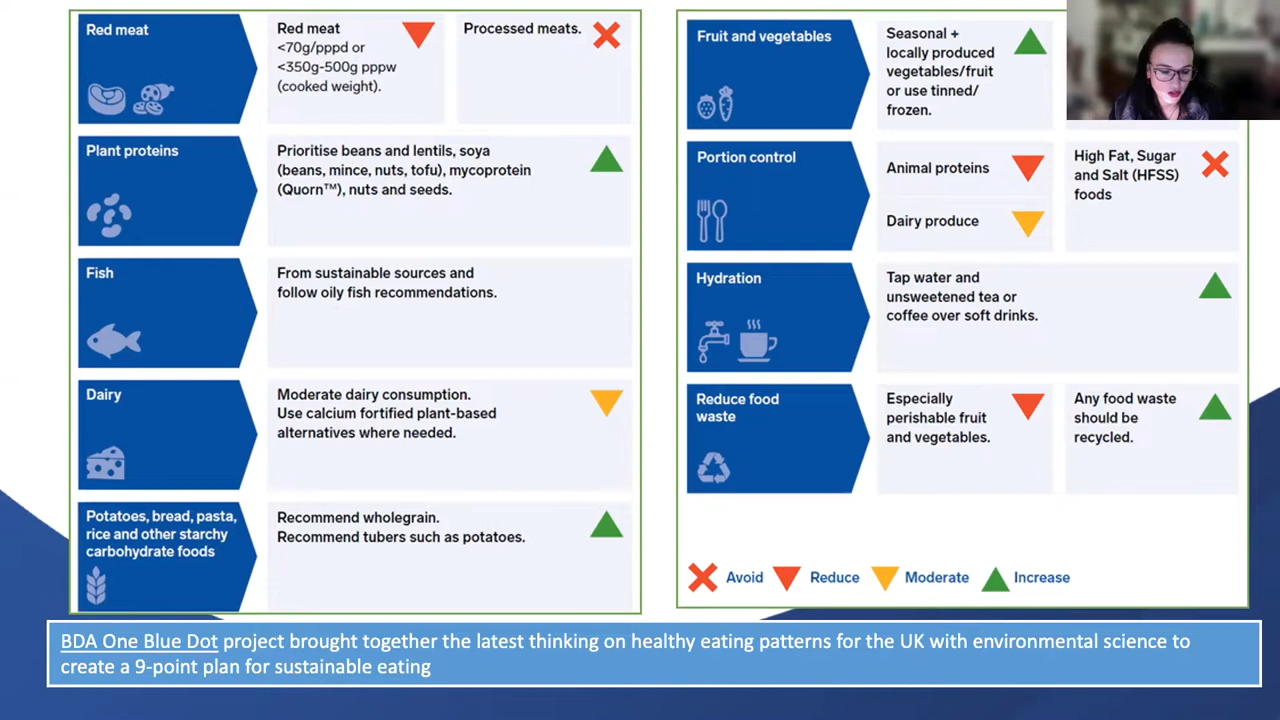 Red meat
Red meat
<70g/pppd or
<350g-500g pppw
(cooked weight).
Processed meats.
Plant proteins
Prioritise beans and lentils, soya
(beans, mince, nuts, tofu), mycoprotein
(Quorn™), nuts and seeds.
Fish
From sustainable sources and
follow oily fish recommendations.
Dairy
Moderate dairy consumption.
Use calcium fortified plant-based
alternatives where needed.
Potatoes, bread, pasta,
rice and other starchy
carbohydrate foods
Recommend wholegrain.
Recommend tubers such as potatoes.
Fruit and vegetables
Seasonal +
locally produced
vegetables/fruit
or use tinned/
frozen.
Portion control
Animal proteins
Dairy produce
High Fat, Sugar
and Salt (HFSS)
foods
Hydration
Tap water and
unsweetened tea or
coffee over soft drinks.
Reduce food
waste
Especially
perishable fruit
and vegetables.
Any food waste
should be
recycled.
Avoid
Reduce
Moderate
Increase
BDA One Blue Dot project brought together the latest thinking on healthy eating patterns for the UK with environmental science to
create a 9-point plan for sustainable eating